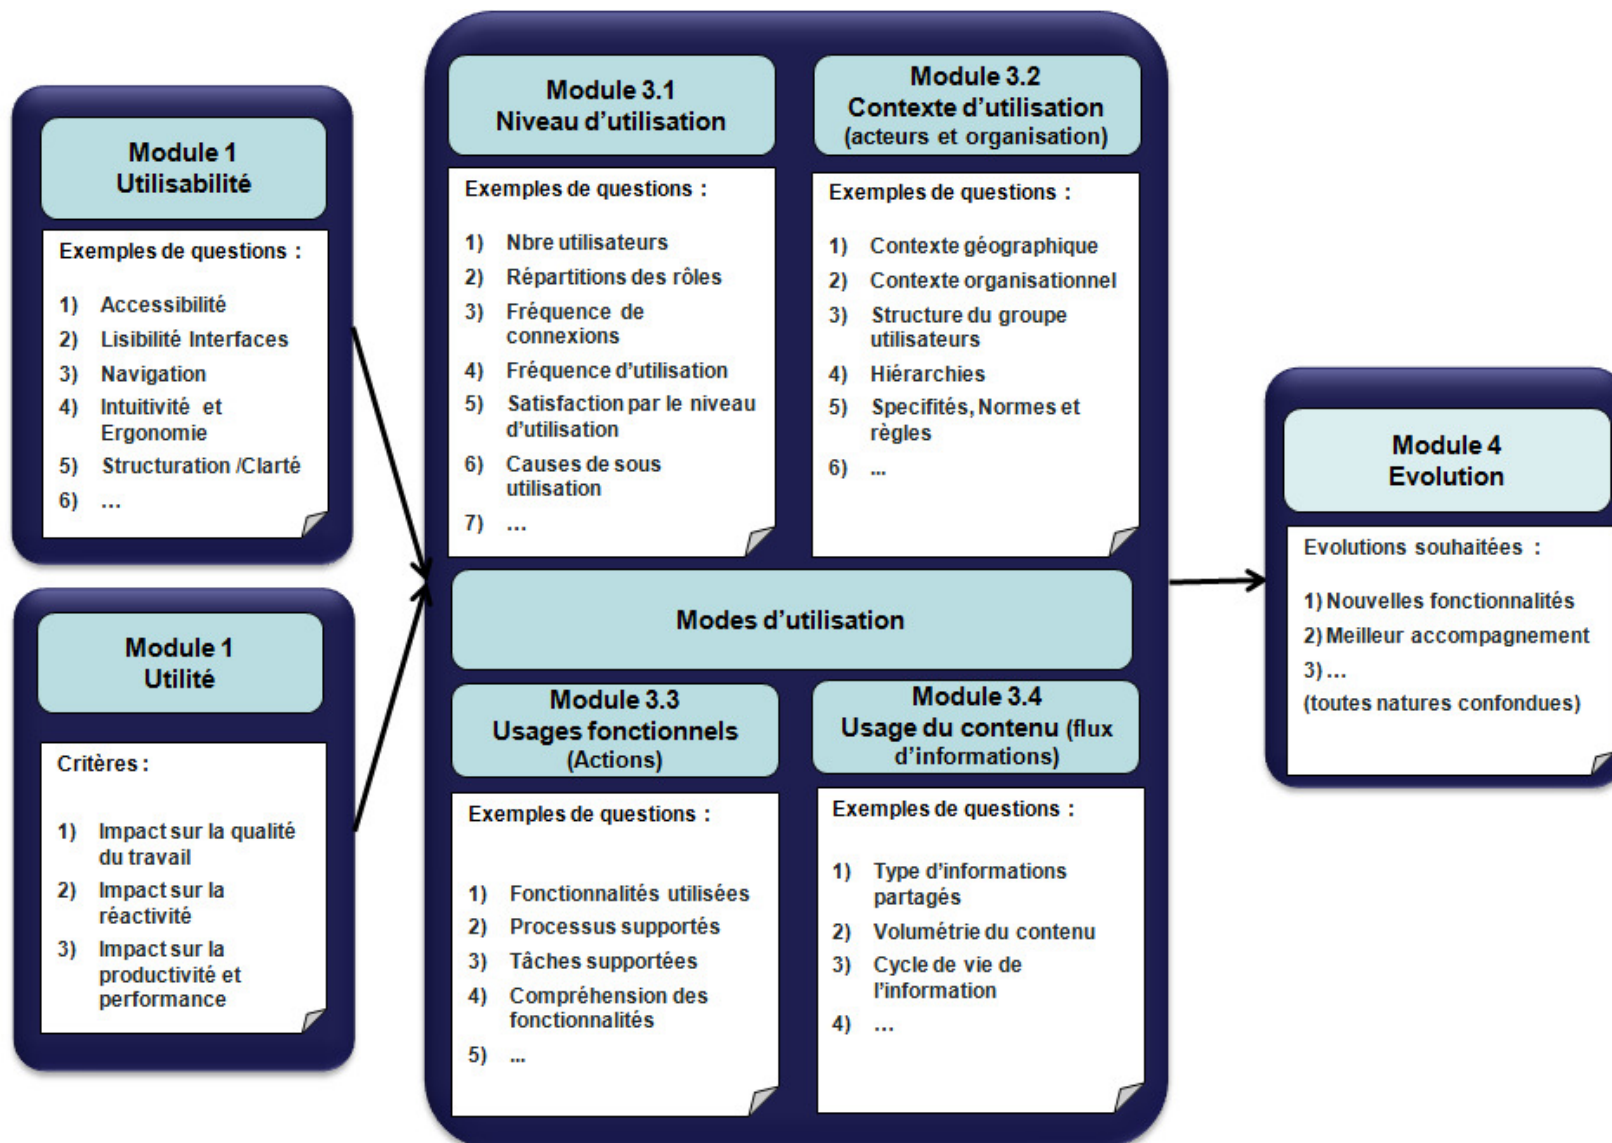 Module 1
Utilisabilité
Exemples de questions :
1) Accessibilité
2) Lisibilité Interfaces
3) Navigation
4) Intuitivité et
Ergonomie
5) Structuration /Clarté
6) …
Module 1
Utilité
Critères :
1) Impact sur la qualité
du travail
2) Impact sur la
réactivité
3) Impact sur la
productivité et
performance
Module 3.1
Niveau d’utilisation
Exemples de questions :
1) Nbre utilisateurs
2) Répartitions des rôles
3) Fréquence de
connexions
4) Fréquence d’utilisation
5) Satisfaction par le niveau
d’utilisation
6) Causes de sous
utilisation
7) …
Module 3.2
Contexte d’utilisation
(acteurs et organisation)
Exemples de questions :
1) Contexte géographique
2) Contexte organisationnel
3) Structure du groupe
utilisateurs
4) Hiérarchies
5) Specifités, Normes et
règles
6) ...
Modes d’utilisation
Module 3.3
Usages fonctionnels
(Actions)
Exemples de questions :
1) Fonctionnalités utilisées
2) Processus supportés
3) Tâches supportées
4) Compréhension des
fonctionnalités
5) ...
Module 3.4
Usage du contenu (flux
d’informations)
Exemples de questions :
1) Type d’informations
partagés
2) Volumétrie du contenu
3) Cycle de vie de
l’information
4) …
Module 4
Evolution
Evolutions souhaitées :
1) Nouvelles fonctionnalités
2) Meilleur accompagnement
3) …
(toutes natures confondues)